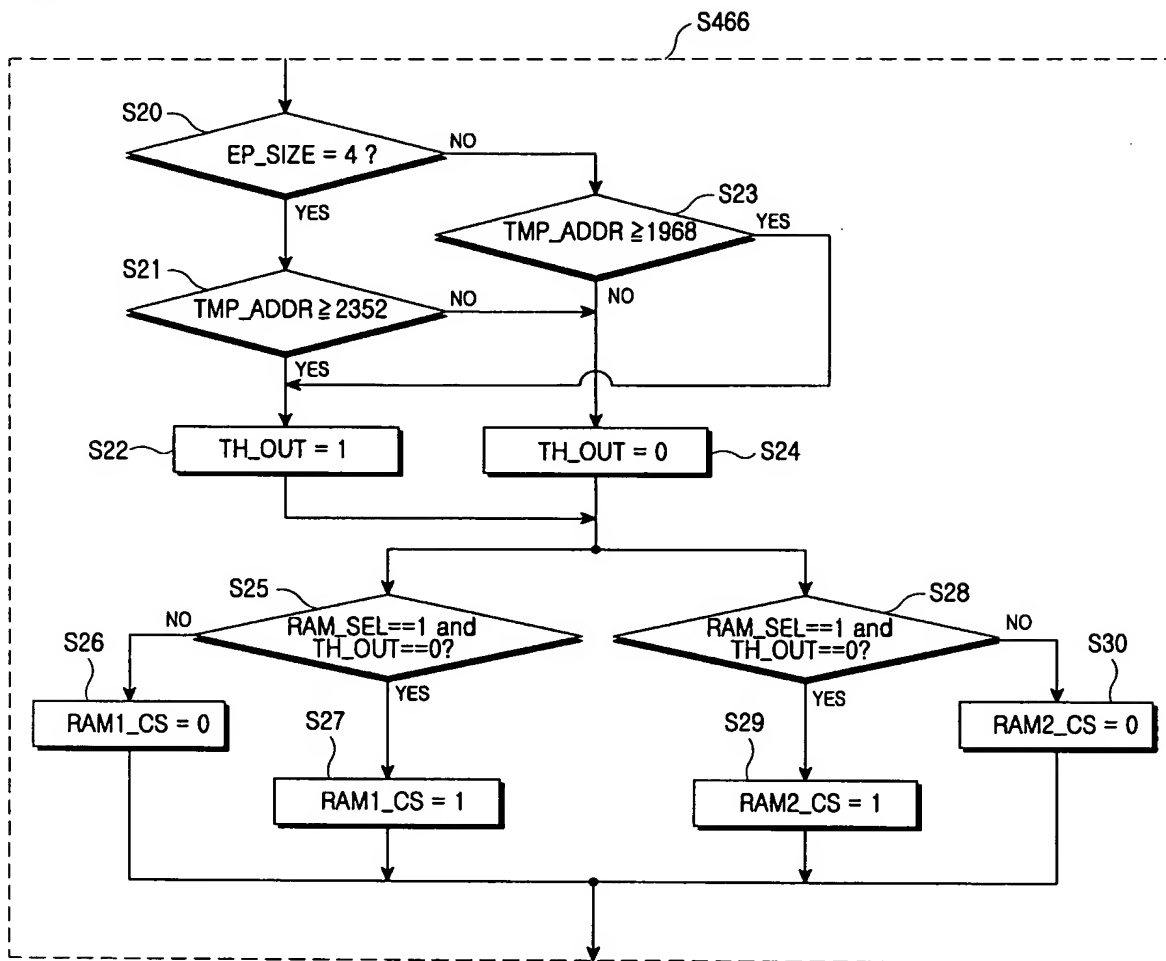 S466
S20
EP_SIZE = 4 ?
NO
YES
S23
TMP_ADDR ≧1968
YES
NO
S21
TMP_ADDR ≧2352
NO
YES
S22
TH_OUT = 1
TH_OUT = 0
S24
S25
RAM_SEL==1 and
TH_OUT==0?
NO
YES
S28
RAM_SEL==1 and
TH_OUT==0?
NO
YES
S26
RAM1_CS = 0
S27
RAM1_CS = 1
S29
RAM2_CS = 1
S30
RAM2_CS = 0